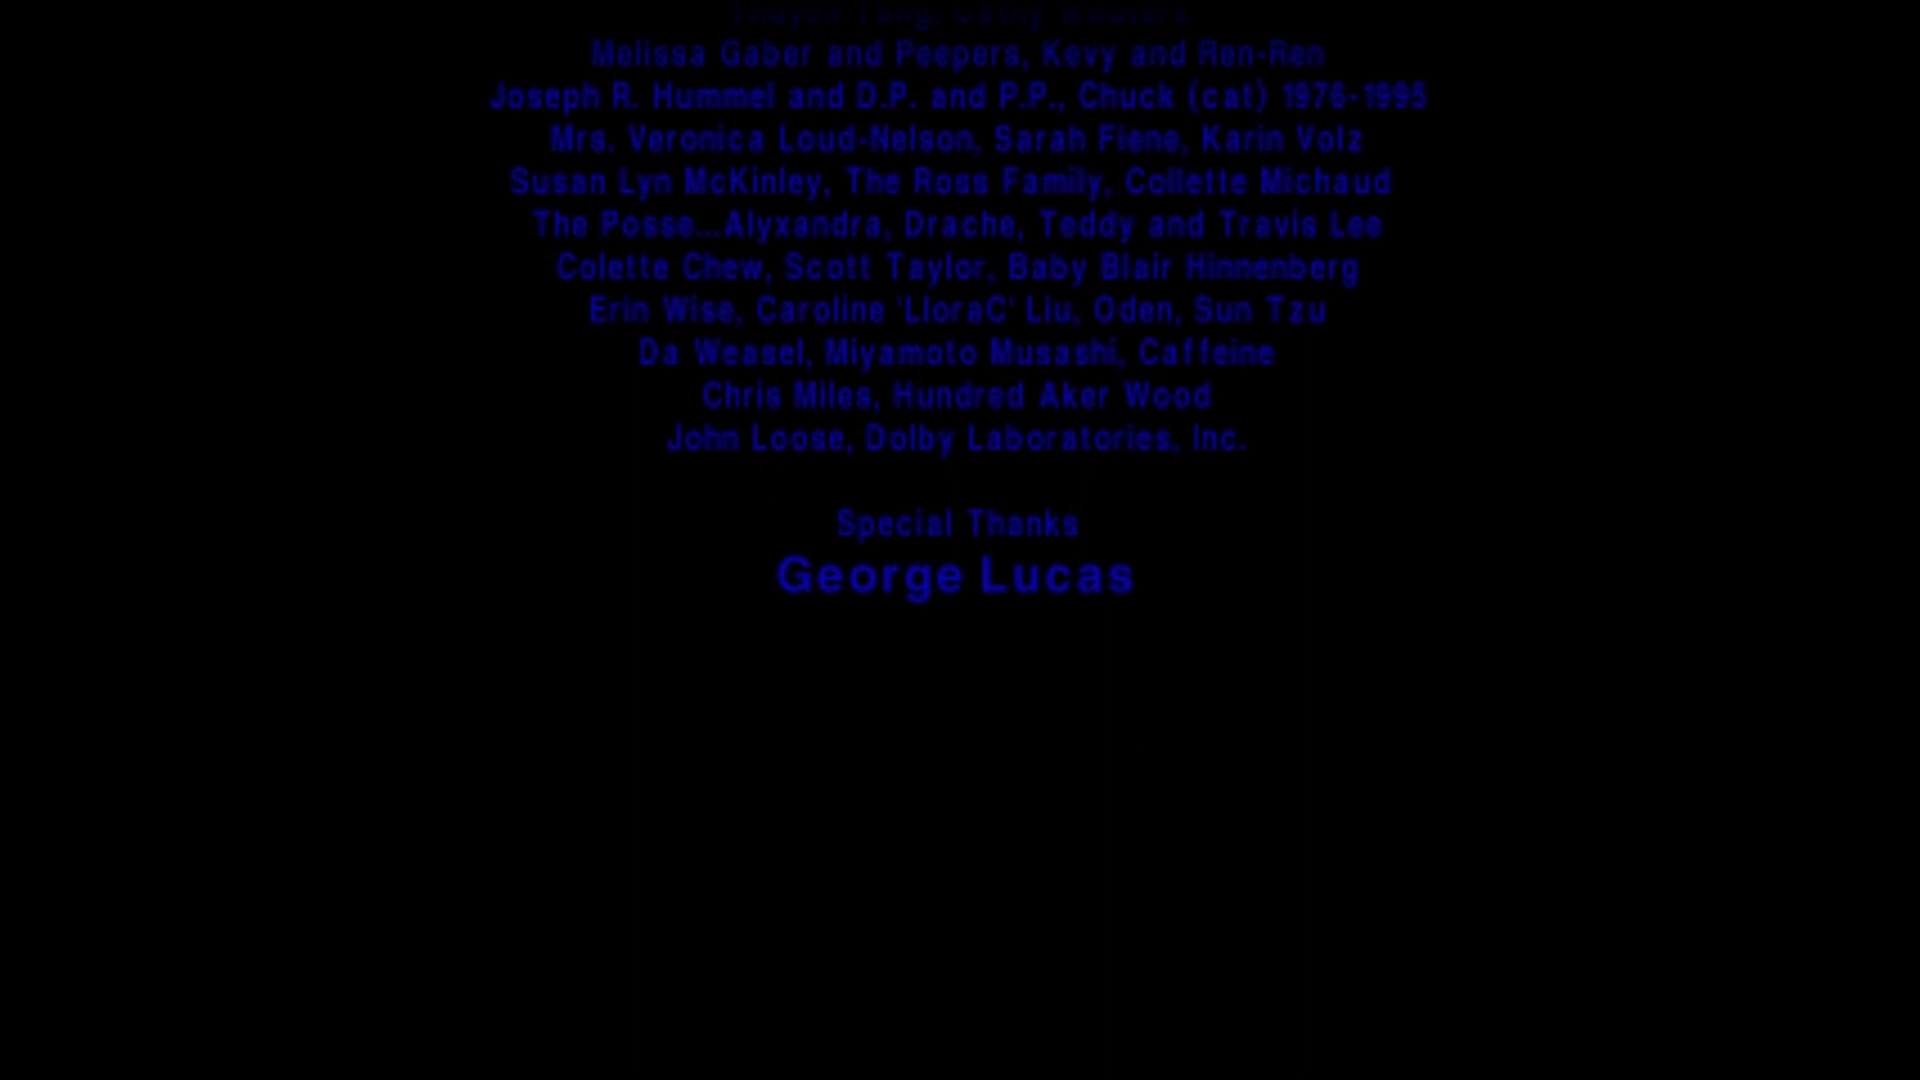 Melissa Gaber and Peepers, Kevy and Ren-Ren
Joseph R. Hummel and D.P. and P.P., Chuck (cat) 1976-1995
Mrs. Veronica Loud-Nelson, Sarah Fiene, Karin Volz
Susan Lyn McKinley, The Ross Family, Collette Michaud
The Posse...Alyxandra, Drache, Teddy and Travis Lee
Colette Chew, Scott Taylor, Baby Blair Hinnenberg
Erin Wise, Caroline 'LloraC' Liu, Oden, Sun Tzu
Da Weasel, Miyamoto Musashi, Caffeine
Chris Miles, Hundred Aker Wood
John Loose, Dolby Laboratories, Inc.
Special Thanks
George Lucas